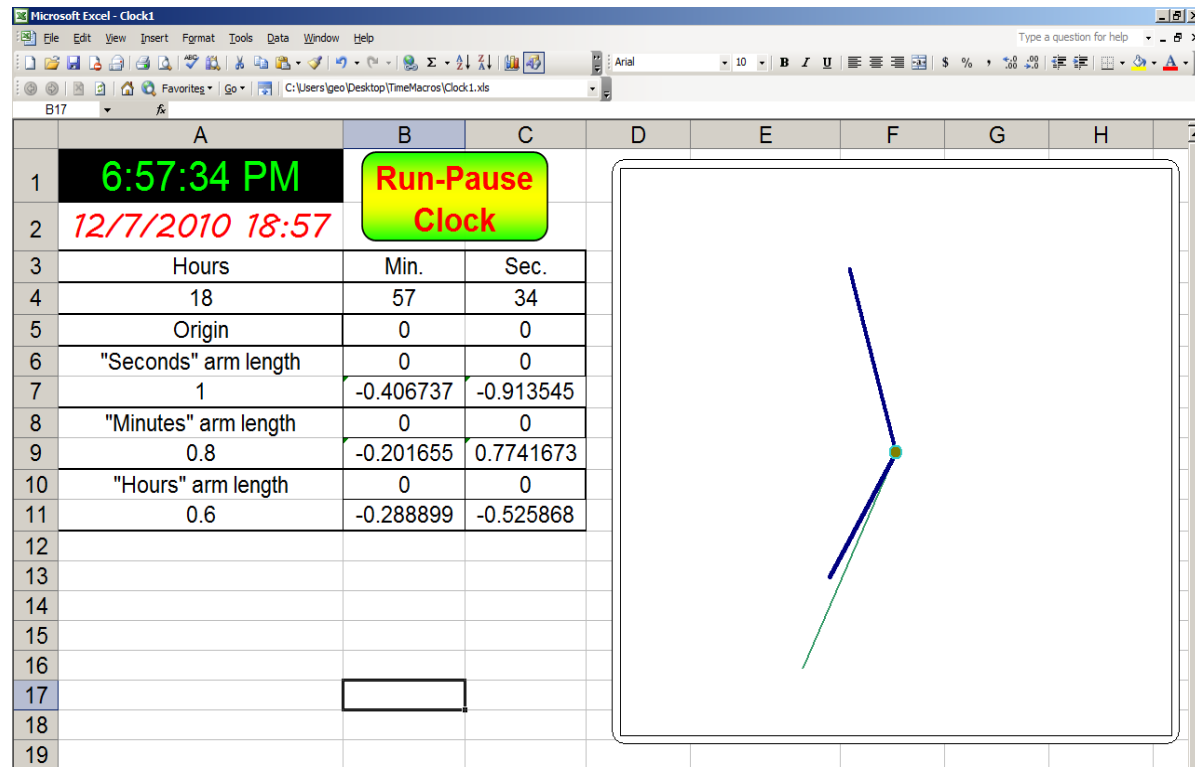 Microsoft Excel - Clock1
File Edit View Insert Format Tools Data Window Help Type a question for help
Arial 10 B I U $ % ,
Favorites Go C:\Users\geo\Desktop\TimeMacros\Clock1.xls
B17 fx
A B C D E F G H
1 6:57:34 PM Run-Pause
2 12/7/2010 18:57 Clock
3 Hours Min. Sec.
4 18 57 34
5 Origin 0 0
6 "Seconds" arm length 0 0
7 1 -0.406737 -0.913545
8 "Minutes" arm length 0 0
9 0.8 -0.201655 0.7741673
10 "Hours" arm length 0 0
11 0.6 -0.288899 -0.525868
12
13
14
15
16
17
18
19